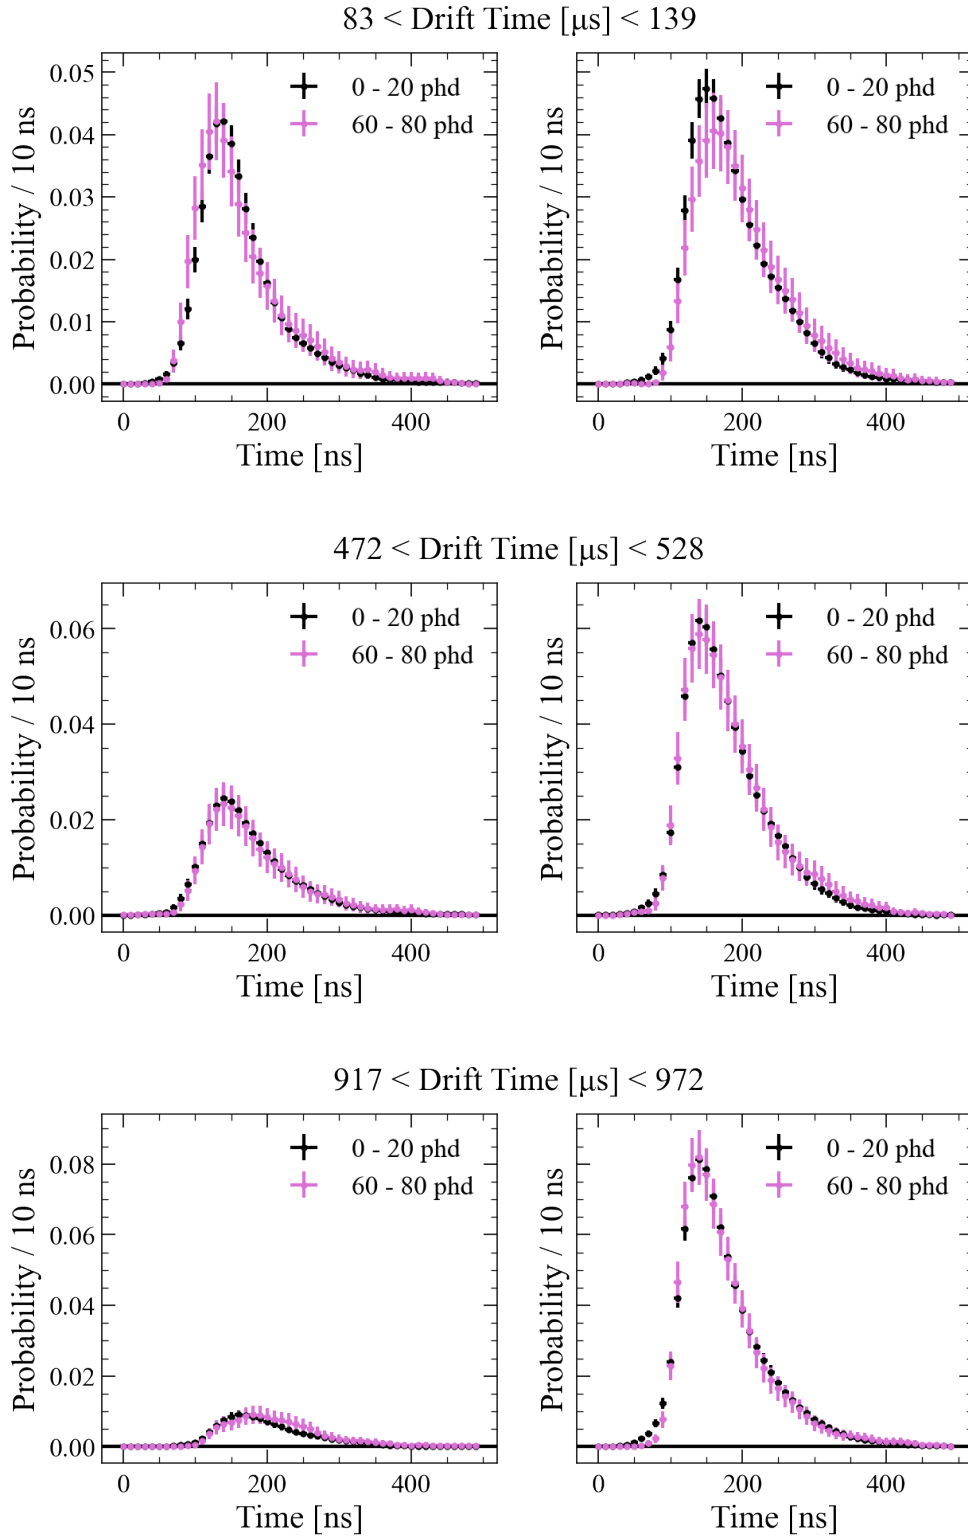 83 < Drift Time [μs] < 139
Probability / 10 ns
0.05
0.04
0.03
0.02
0.01
0.00
0 - 20 phd
60 - 80 phd
0 200 400
Time [ns]
Probability / 10 ns
0 - 20 phd
60 - 80 phd
0 200 400
Time [ns]
472 < Drift Time [μs] < 528
Probability / 10 ns
0.06
0.04
0.02
0.00
0 - 20 phd
60 - 80 phd
0 200 400
Time [ns]
Probability / 10 ns
0 - 20 phd
60 - 80 phd
0 200 400
Time [ns]
917 < Drift Time [μs] < 972
Probability / 10 ns
0.08
0.06
0.04
0.02
0.00
0 - 20 phd
60 - 80 phd
0 200 400
Time [ns]
Probability / 10 ns
0 - 20 phd
60 - 80 phd
0 200 400
Time [ns]